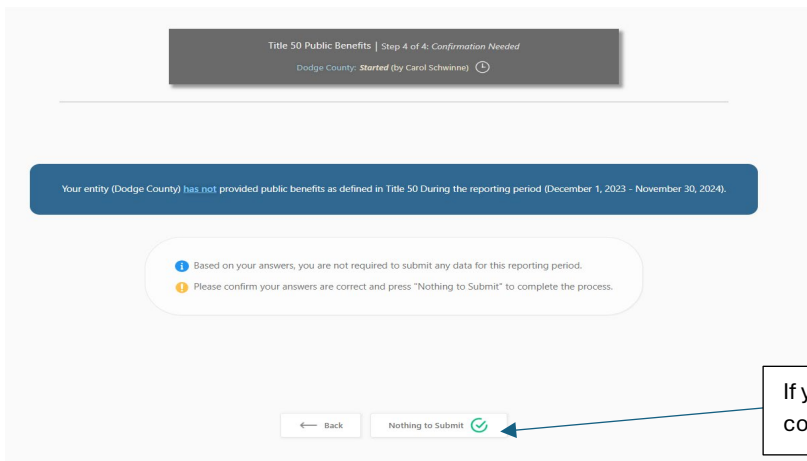 Title 50 Public Benefits | Step 4 of 4: Confirmation Needed
Dodge County: Started (by Carol Schwinne)
Your entity (Dodge County) has not provided public benefits as defined in Title 50 During the reporting period (December 1, 2023 - November 30, 2024).
Based on your answers, you are not required to submit any data for this reporting period.
Please confirm your answers are correct and press "Nothing to Submit" to complete the process.
← Back
Nothing to Submit
If